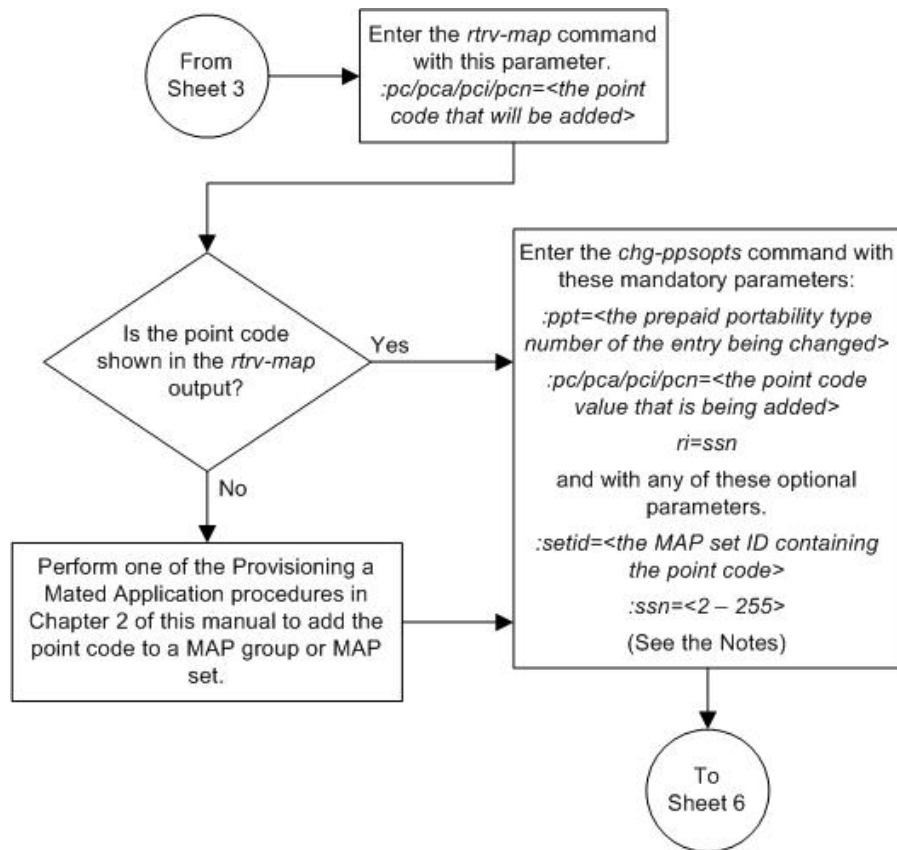 From
Sheet 3
Enter the rtrv-map command
with this parameter.
:pc/pca/pci/pcn=<the point
code that will be added>
Is the point code
shown in the rtrv-map
output?
Yes
No
Perform one of the Provisioning a
Mated Application procedures in
Chapter 2 of this manual to add the
point code to a MAP group or MAP
set.
Enter the chg-ppsopts command with
these mandatory parameters:
:ppt=<the prepaid portability type
number of the entry being changed>
:pc/pca/pci/pcn=<the point code
value that is being added>
ri=ssn
and with any of these optional
parameters.
:setid=<the MAP set ID containing
the point code>
:ssn=<2 – 255>
(See the Notes)
To
Sheet 6